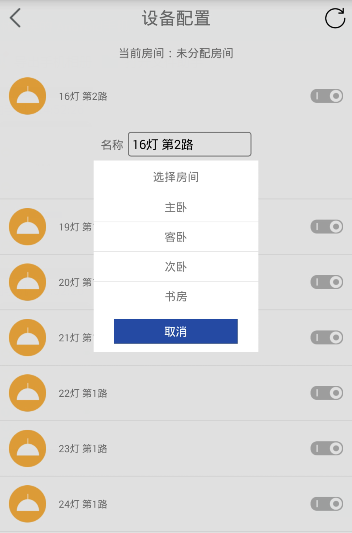 设备配置
当前房间：未分配房间
16灯 第2路
名称 16灯 第2路
选择房间
主卧
客卧
19灯 第
次卧
20灯 第
书房
取消
21灯 第
22灯 第1路
23灯 第1路
24灯 第1路